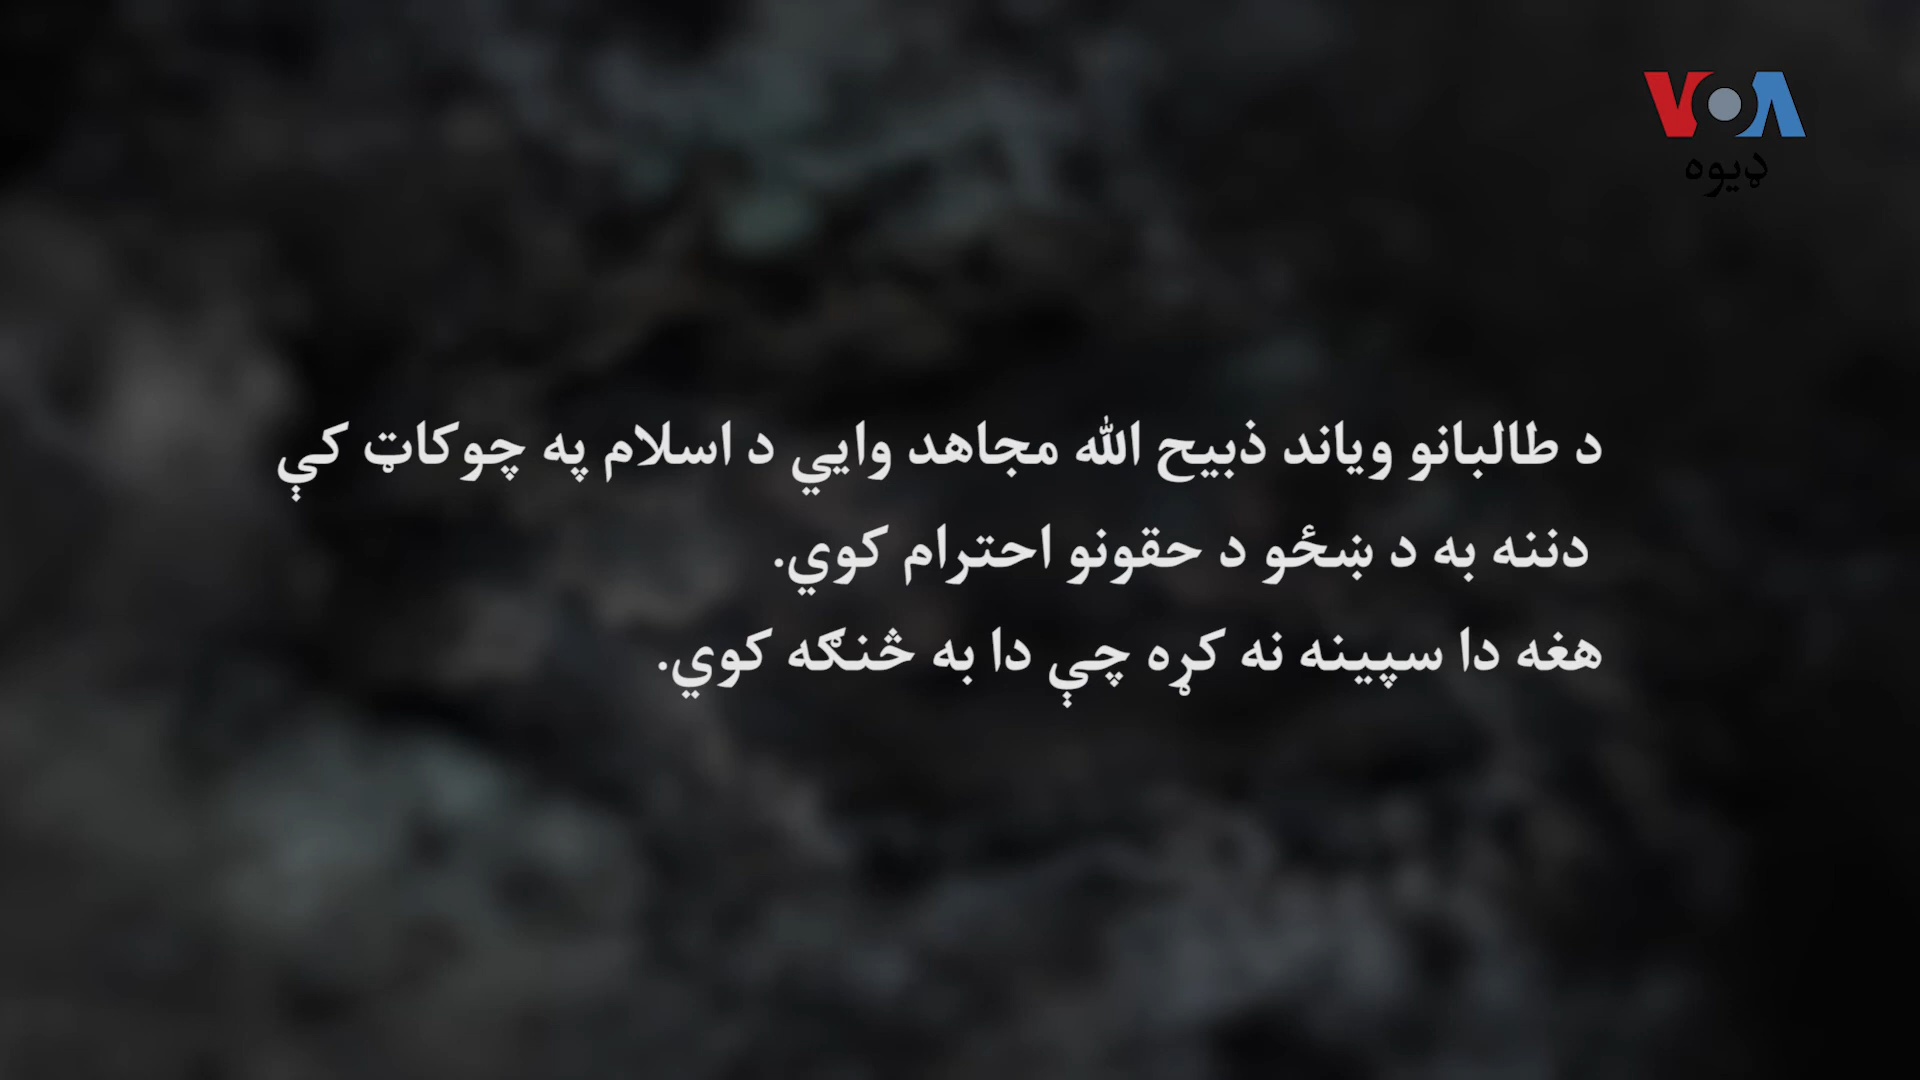 VOA
ډیوه
د طالبانو ویاند ذبیح الله مجاهد وایي د اسلام په چوکاټ کې
دننه به د ښځو د حقونو احترام کوي.
هغه دا سپینه نه کړه چې دا به څنګه کوي.